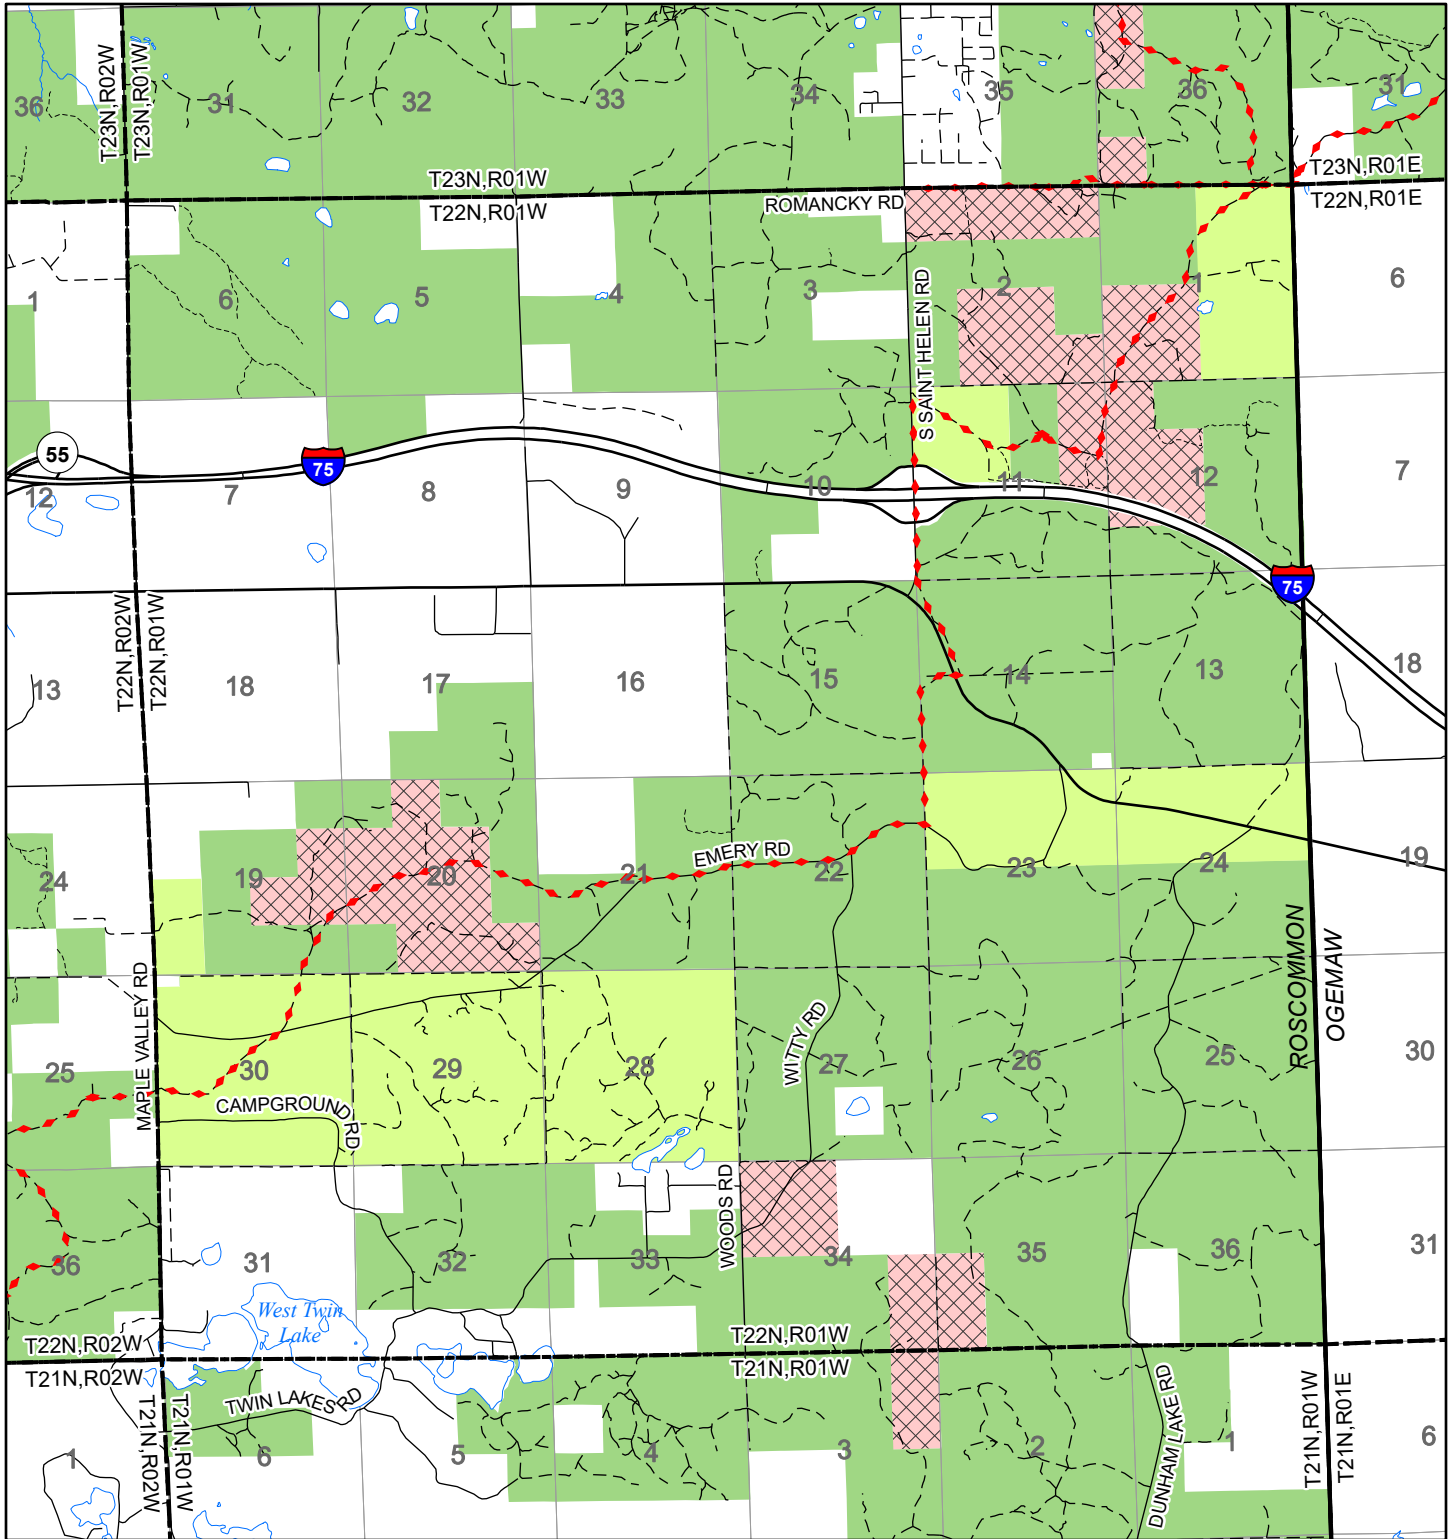 36
31
32
33
34
35
36
31
T23N,R02W
T23N,R01W
T23N,R01W
T22N,R01W
ROMANCKY RD
T23N,R01E
T22N,R01E
1
6
5
4
3
2
1
6
S SAINT HELEN RD
55
75
12
7
8
9
10
11
12
7
75
T22N,R02W
T22N,R01W
13
18
17
16
15
14
13
18
EMERY RD
24
19
20
21
22
23
24
19
MAPLE VALLEY RD
WITTY RD
ROSCOMMON
OGEMAW
25
30
29
28
27
26
25
30
CAMPGROUND RD
WOODS RD
36
31
32
33
34
35
36
31
West Twin
Lake
T22N,R02W
T21N,R02W
T22N,R01W
T21N,R01W
TWIN LAKES RD
DUNHAM LAKE RD
T21N,R02W
T21N,R01W
T21N,R01W
T21N,R01E
1
6
5
4
3
2
1
6